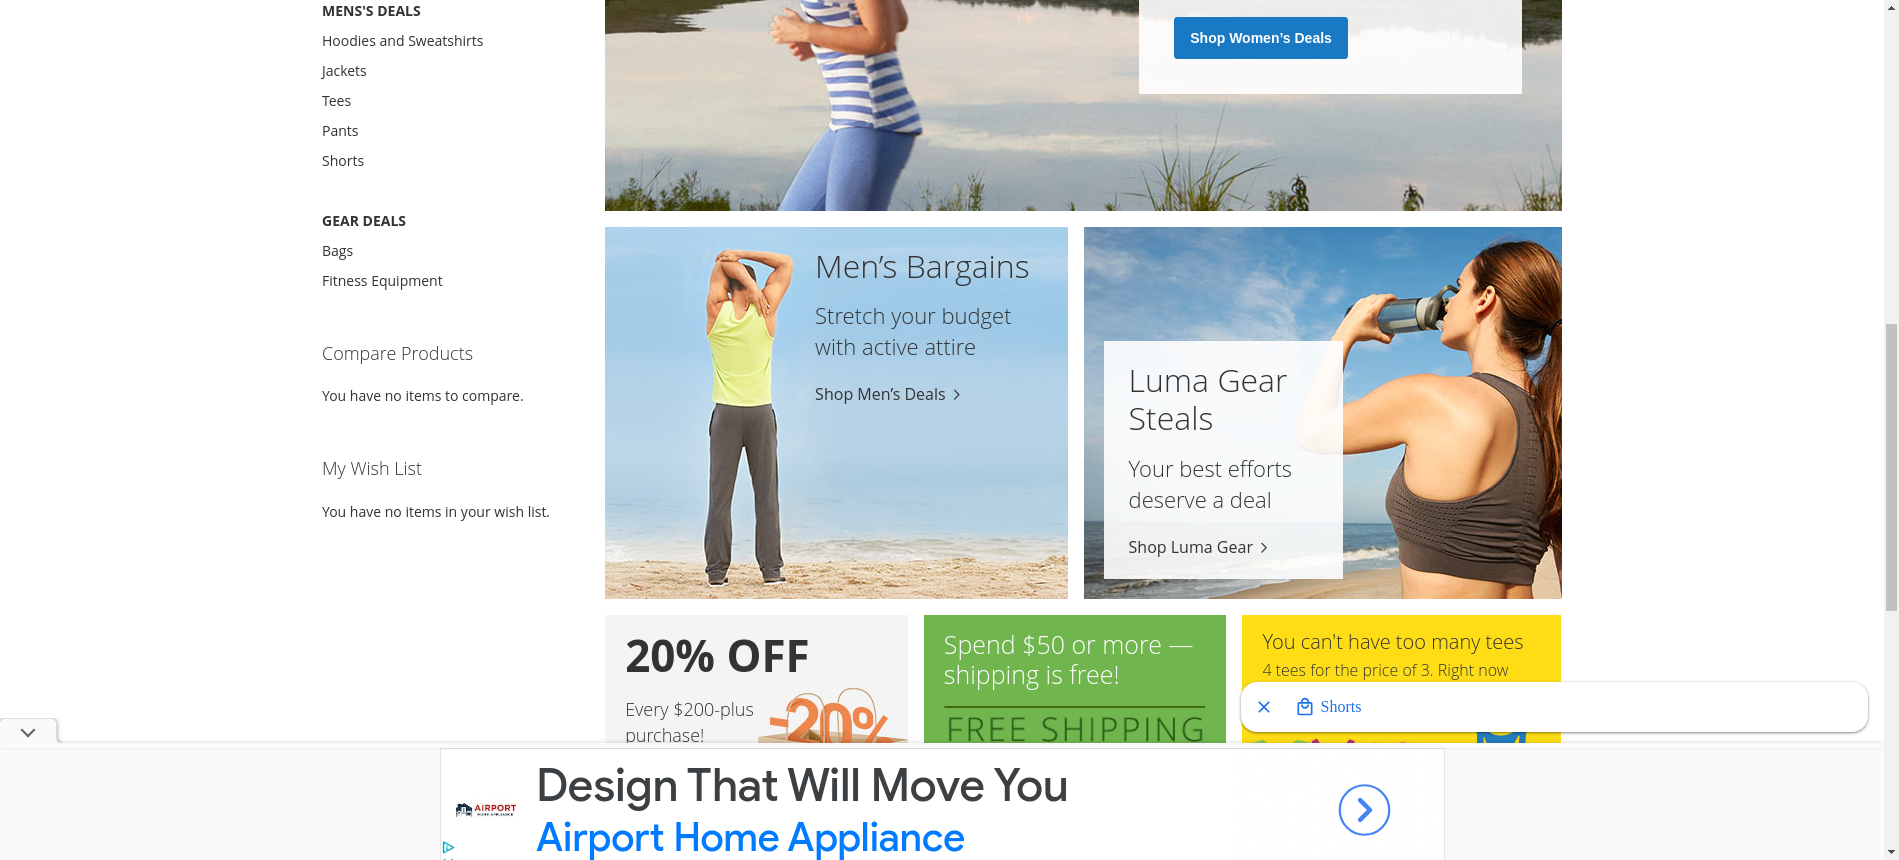 MENS'S DEALS
Hoodies and Sweatshirts
Jackets
Tees
Pants
Shorts
GEAR DEALS
Bags
Fitness Equipment
Compare Products
You have no items to compare.
My Wish List
You have no items in your wish list.
Shop Women’s Deals
Men’s Bargains
Stretch your budget
with active attire
Shop Men’s Deals
Luma Gear
Steals
Your best efforts
deserve a deal
Shop Luma Gear
20% OFF
Every $200-plus
purchase!
-20%
Spend $50 or more —
shipping is free!
FREE SHIPPING
You can't have too many tees
4 tees for the price of 3. Right now
Shorts
AIRPORT
HOME APPLIANCE
Design That Will Move You
Airport Home Appliance